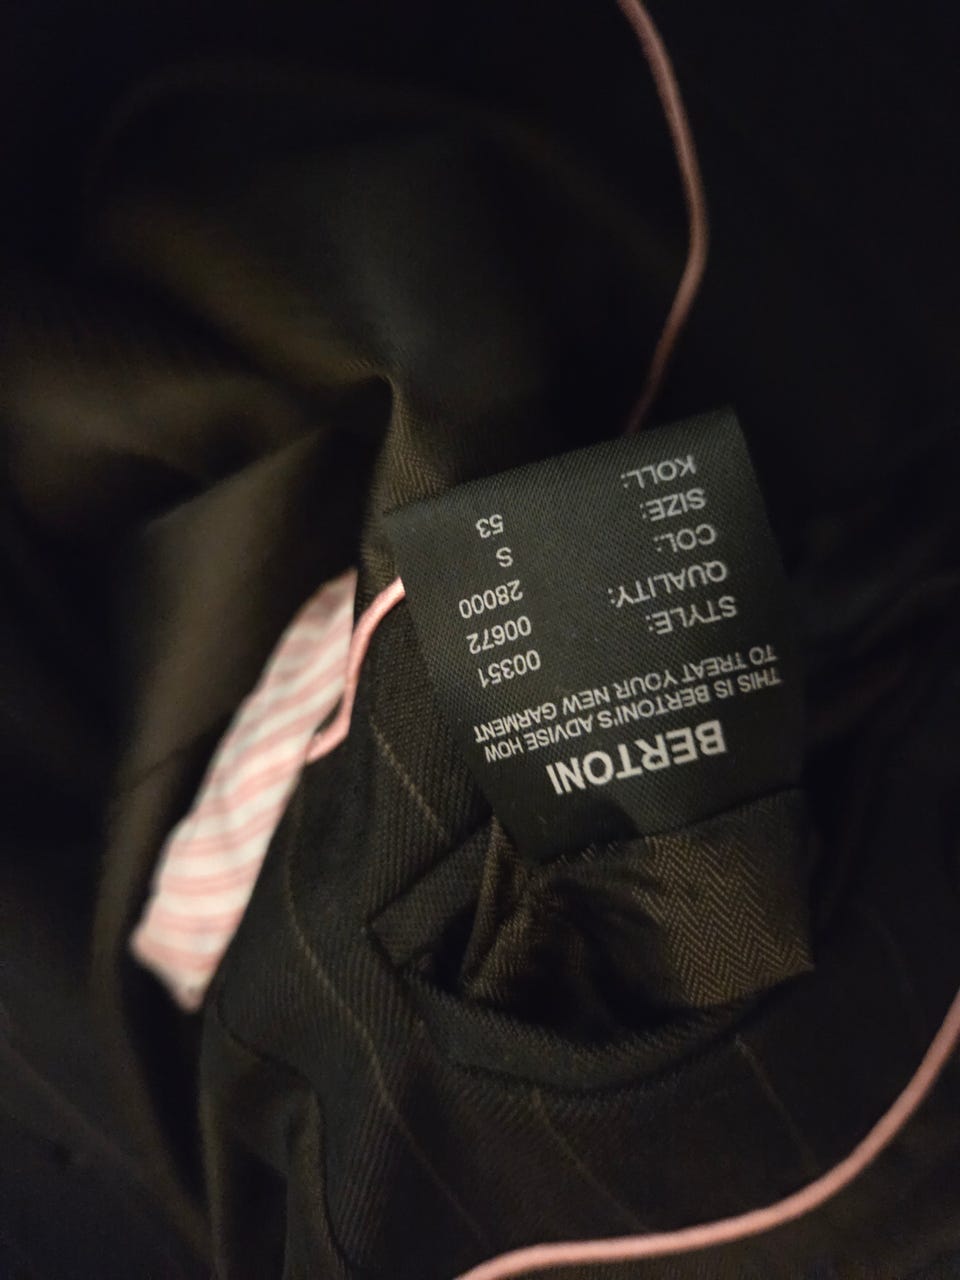 BERTONI
THIS IS BERTONI'S ADVISE HOW
TO TREAT YOUR NEW GARMENT
STYLE: 00351
QUALITY: 00672
COL: 28000
SIZE: S
KOLL: 53